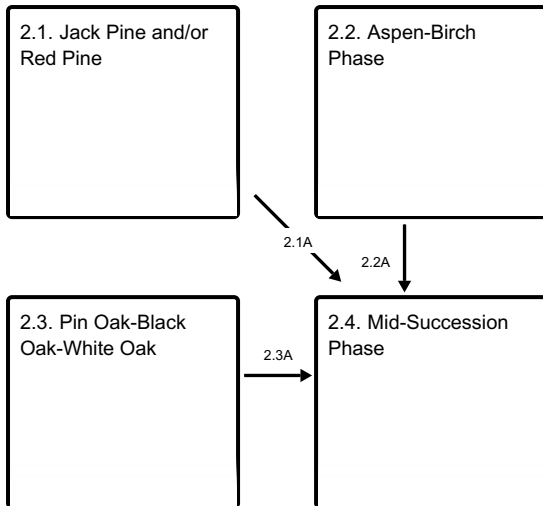 2.1. Jack Pine and/or
Red Pine
2.2. Aspen-Birch
Phase
2.1A
2.2A
2.3. Pin Oak-Black
Oak-White Oak
2.3A
2.4. Mid-Succession
Phase